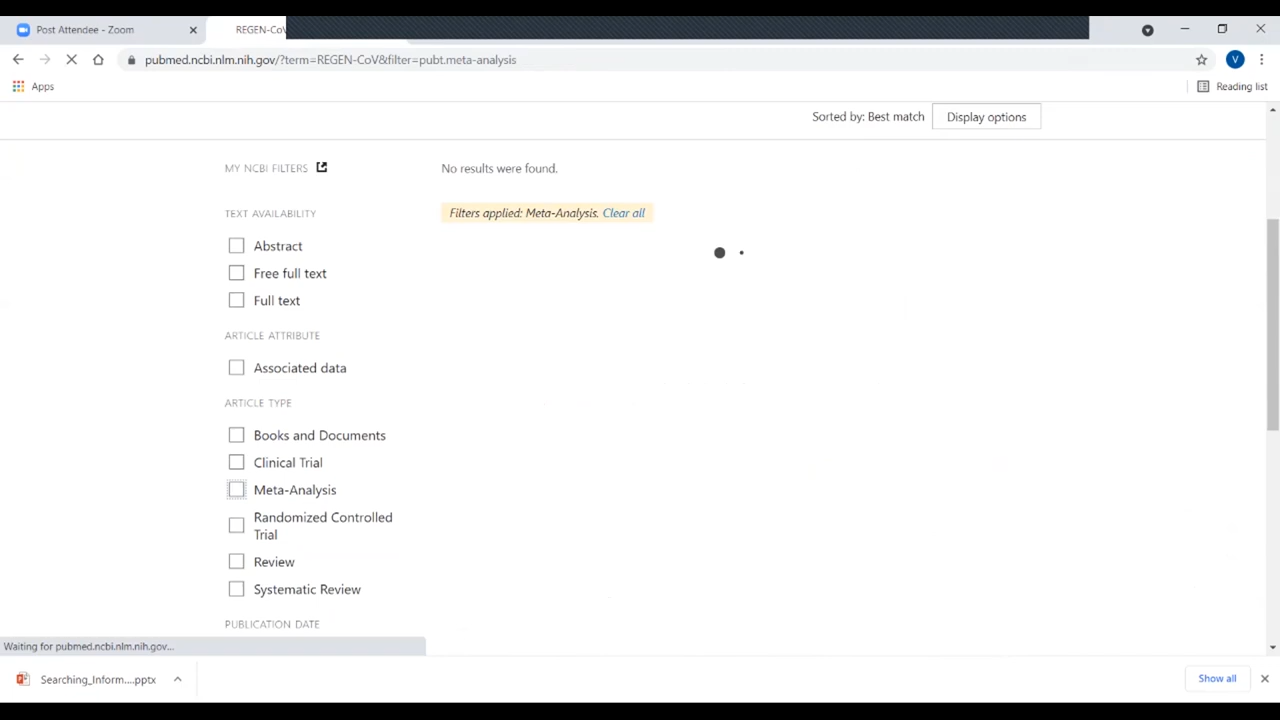 Post Attendee - Zoom
REGEN-CoV
pubmed.ncbi.nlm.nih.gov/?term=REGEN-CoV&filter=pubt.meta-analysis
V
Apps
Reading list
Sorted by: Best match
Display options
MY NCBI FILTERS
No results were found.
TEXT AVAILABILITY
Filters applied: Meta-Analysis. Clear all
Abstract
Free full text
Full text
ARTICLE ATTRIBUTE
Associated data
ARTICLE TYPE
Books and Documents
Clinical Trial
Meta-Analysis
Randomized Controlled
Trial
Review
Systematic Review
PUBLICATION DATE
Waiting for pubmed.ncbi.nlm.nih.gov...
Searching_Inform....pptx
Show all